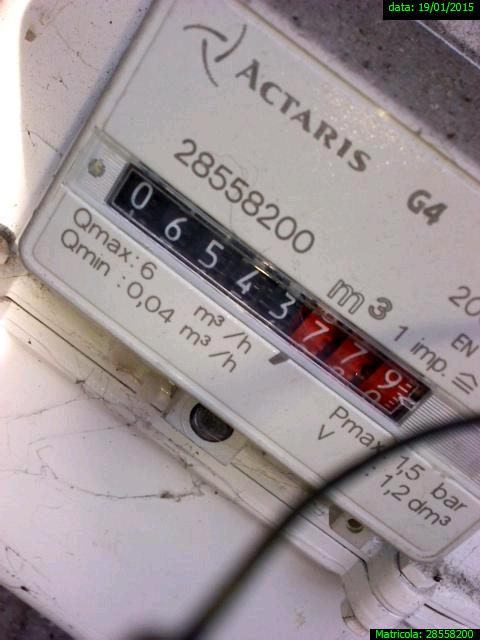 data: 19/01/2015
ACTARIS
G4
28558200
06543779
m³
Qmax: 6 m³/h
Qmin : 0,04 m³/h
20
EN
1 imp. ≙
Pmax 1,5 bar
V : 1,2 dm³
Matricola: 28558200